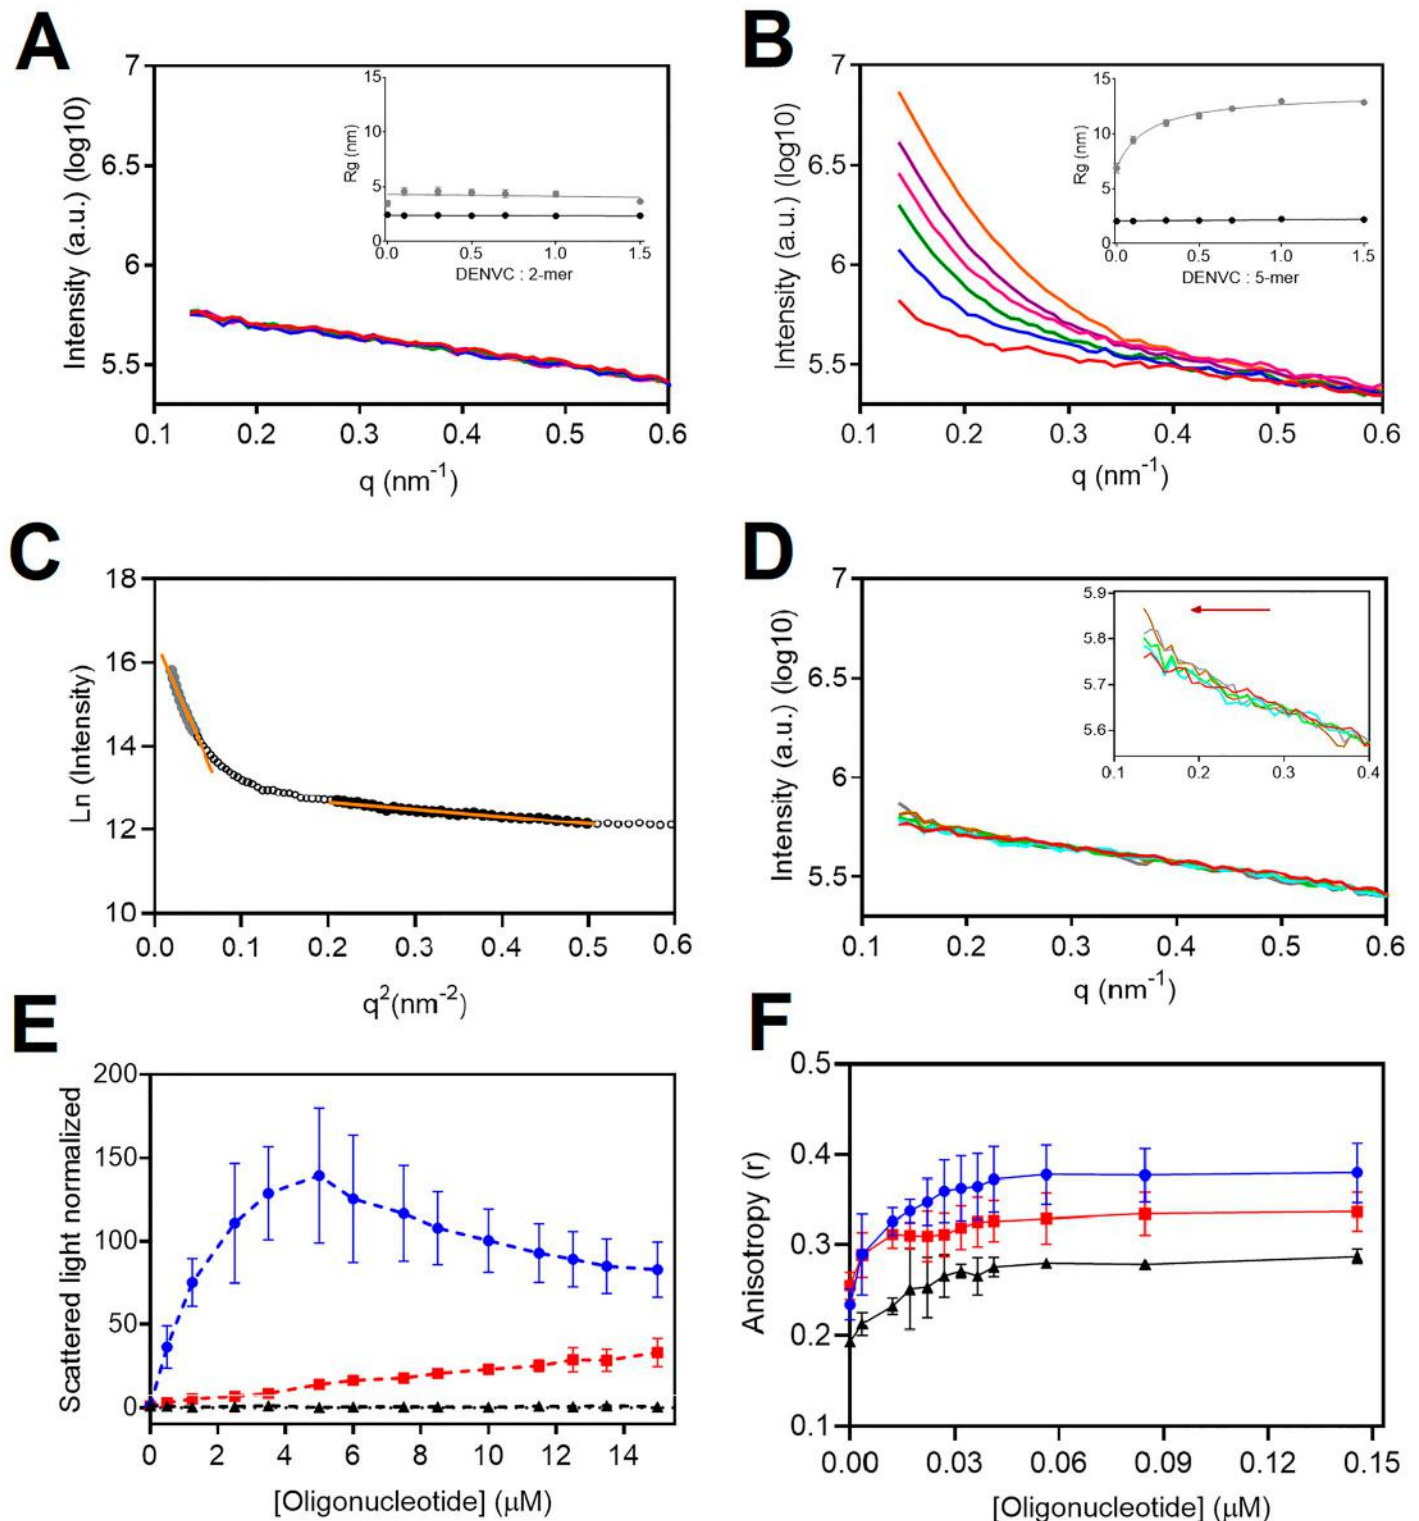 A
7
6.5
6
5.5
Intensity (a.u.) (log10)
0.1 0.2 0.3 0.4 0.5 0.6
q (nm-1)
15
10
5
0
Rg (nm)
0.0 0.5 1.0 1.5
DENVC : 2-mer
B
7
6.5
6
5.5
Intensity (a.u.) (log10)
0.1 0.2 0.3 0.4 0.5 0.6
q (nm-1)
15
10
5
0
Rg (nm)
0.0 0.5 1.0 1.5
DENVC : 5-mer
C
18
16
14
12
10
Ln (Intensity)
0.0 0.1 0.2 0.3 0.4 0.5 0.6
q2(nm-2)
D
7
6.5
6
5.5
Intensity (a.u.) (log10)
0.1 0.2 0.3 0.4 0.5 0.6
q (nm-1)
5.9
5.8
5.7
5.6
0.1 0.2 0.3 0.4
E
200
150
100
50
0
Scattered light normalized
0 2 4 6 8 10 12 14
[Oligonucleotide] (μM)
F
0.5
0.4
0.3
0.2
0.1
Anisotropy (r)
0.00 0.03 0.06 0.09 0.12 0.15
[Oligonucleotide] (μM)